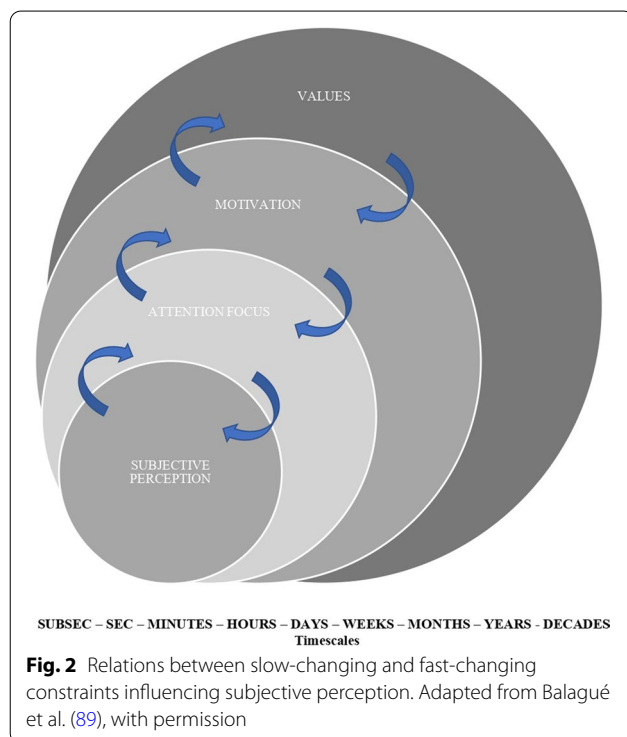 VALUES
MOTIVATION
ATTENTION FOCUS
SUBJECTIVE
PERCEPTION
SUBSEC – SEC – MINUTES – HOURS – DAYS – WEEKS – MONTHS – YEARS - DECADES
Timescales
Fig. 2 Relations between slow-changing and fast-changing
constraints influencing subjective perception. Adapted from Balagué
et al. (89), with permission